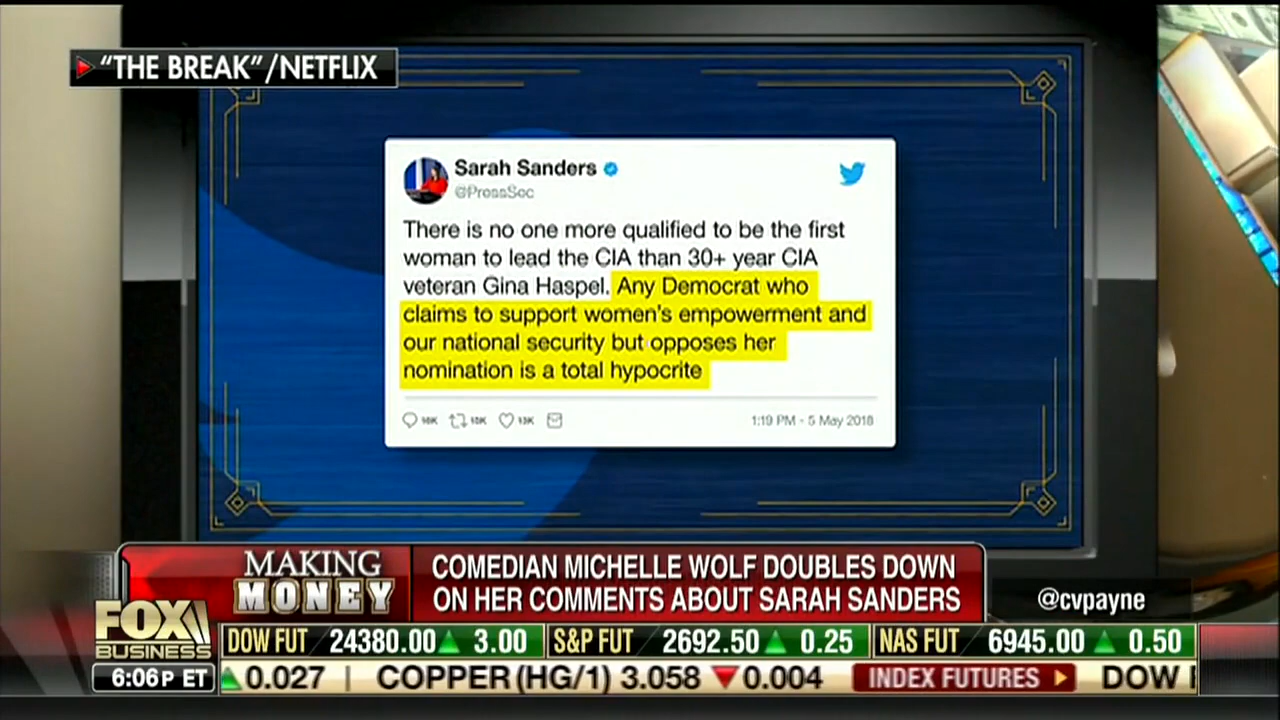 "THE BREAK"/NETFLIX
Sarah Sanders
@PressSec
There is no one more qualified to be the first
woman to lead the CIA than 30+ year CIA
veteran Gina Haspel. Any Democrat who
claims to support women's empowerment and
our national security but opposes her
nomination is a total hypocrite
1:19 PM - 5 May 2018
MAKING
MONEY
COMEDIAN MICHELLE WOLF DOUBLES DOWN
ON HER COMMENTS ABOUT SARAH SANDERS
@cvpayne
FOX
BUSINESS
DOW FUT 24380.00 ▲ 3.00 S&P FUT 2692.50 ▲ 0.25 NAS FUT 6945.00 ▲ 0.50
6:06P ET ▲ 0.027 | COPPER (HG/1) 3.058 ▼ 0.004 INDEX FUTURES ▶ DOW